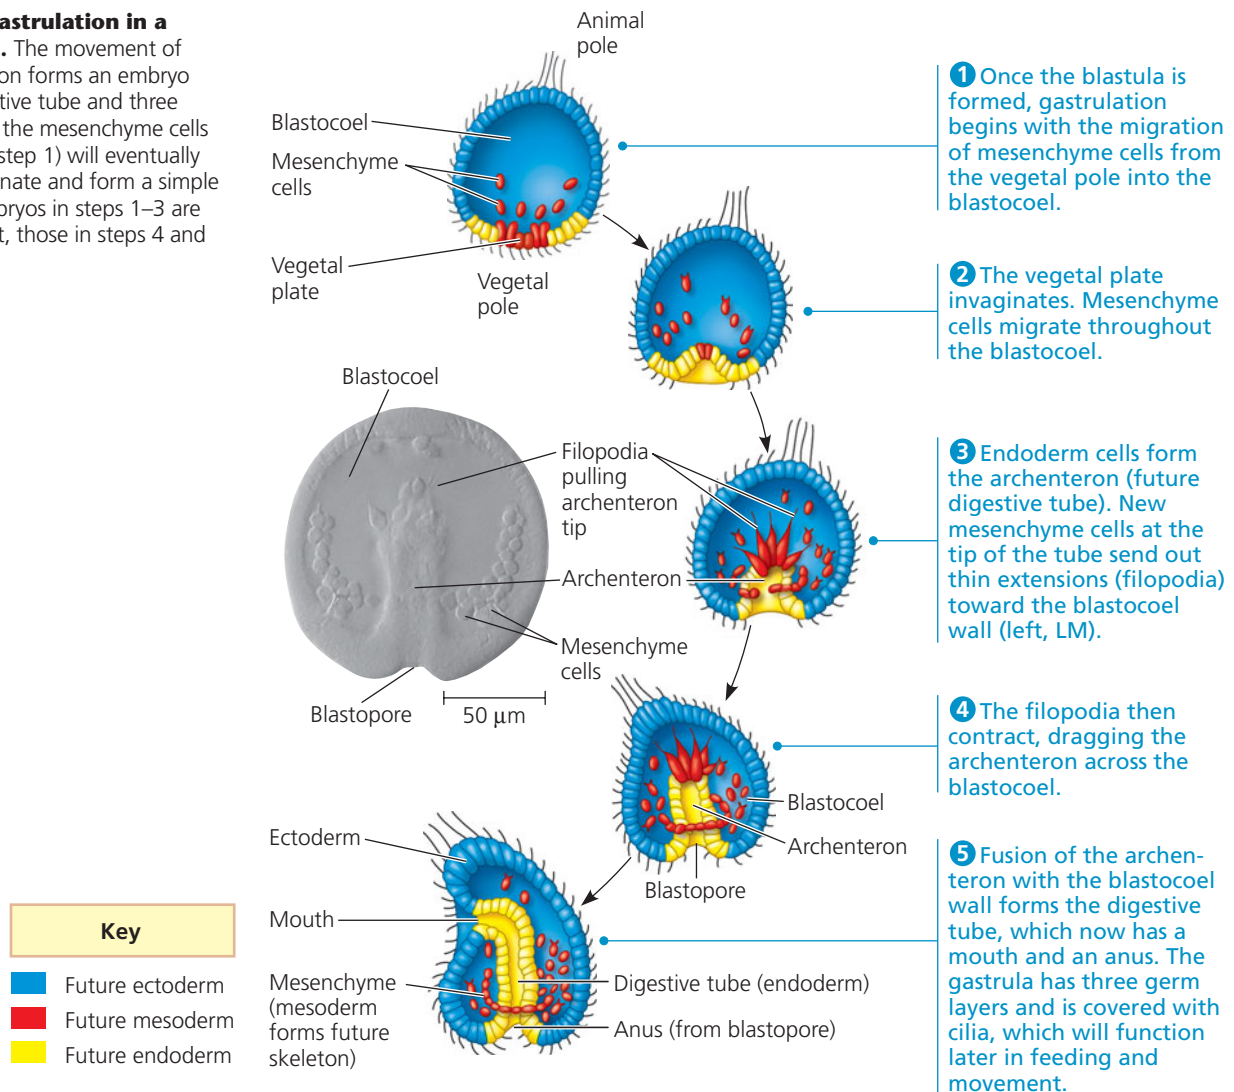 astrulation in a
. The movement of
on forms an embryo
tive tube and three
the mesenchyme cells
step 1) will eventually
nate and form a simple
bryos in steps 1–3 are
t, those in steps 4 and
Animal
pole
Blastocoel
Mesenchyme
cells
Vegetal
plate
Vegetal
pole
1 Once the blastula is
formed, gastrulation
begins with the migration
of mesenchyme cells from
the vegetal pole into the
blastocoel.
2 The vegetal plate
invaginates. Mesenchyme
cells migrate throughout
the blastocoel.
Blastocoel
Filopodia
pulling
archenteron
tip
Archenteron
Mesenchyme
cells
Blastopore
50 μm
3 Endoderm cells form
the archenteron (future
digestive tube). New
mesenchyme cells at the
tip of the tube send out
thin extensions (filopodia)
toward the blastocoel
wall (left, LM).
4 The filopodia then
contract, dragging the
archenteron across the
blastocoel.
Blastocoel
Archenteron
Blastopore
Ectoderm
Mouth
Mesenchyme
(mesoderm
forms future
skeleton)
Digestive tube (endoderm)
Anus (from blastopore)
5 Fusion of the archen-
teron with the blastocoel
wall forms the digestive
tube, which now has a
mouth and an anus. The
gastrula has three germ
layers and is covered with
cilia, which will function
later in feeding and
movement.
Key
Future ectoderm
Future mesoderm
Future endoderm